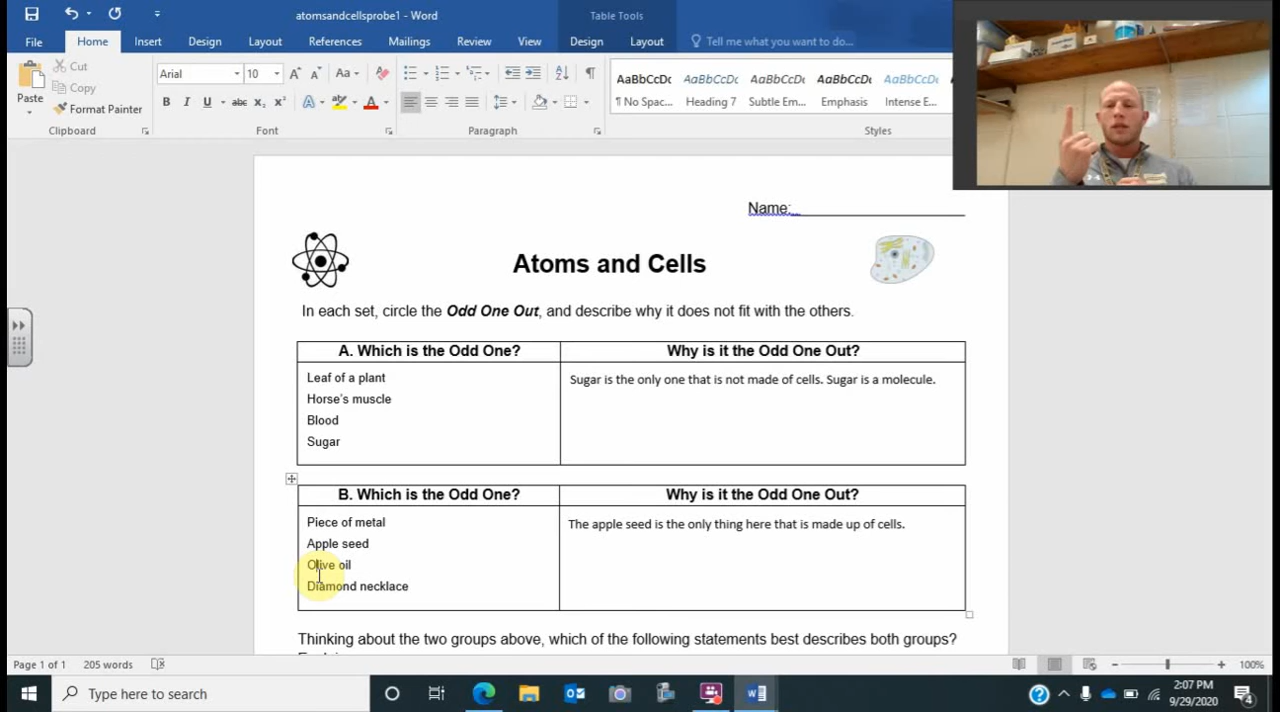 atomsandcellsprobe1 - Word
Table Tools
File Home Insert Design Layout References Mailings Review View Design Layout Tell me what you want to do...
Paste
Cut
Copy
Format Painter
Arial 10
AaBbCcDc AaBbCcDc AaBbCcDc AaBbCcDc AaBbCcDc
¶ No Spac... Heading 7 Subtle Em... Emphasis Intense E...
Clipboard Font Paragraph Styles
Name:
Atoms and Cells
In each set, circle the Odd One Out, and describe why it does not fit with the others.
A. Which is the Odd One? Why is it the Odd One Out?
Leaf of a plant
Horse's muscle
Blood
Sugar
Sugar is the only one that is not made of cells. Sugar is a molecule.
B. Which is the Odd One? Why is it the Odd One Out?
Piece of metal
Apple seed
Olive oil
Diamond necklace
The apple seed is the only thing here that is made up of cells.
Thinking about the two groups above, which of the following statements best describes both groups?
Page 1 of 1 205 words 100%
Type here to search
2:07 PM
9/29/2020
4